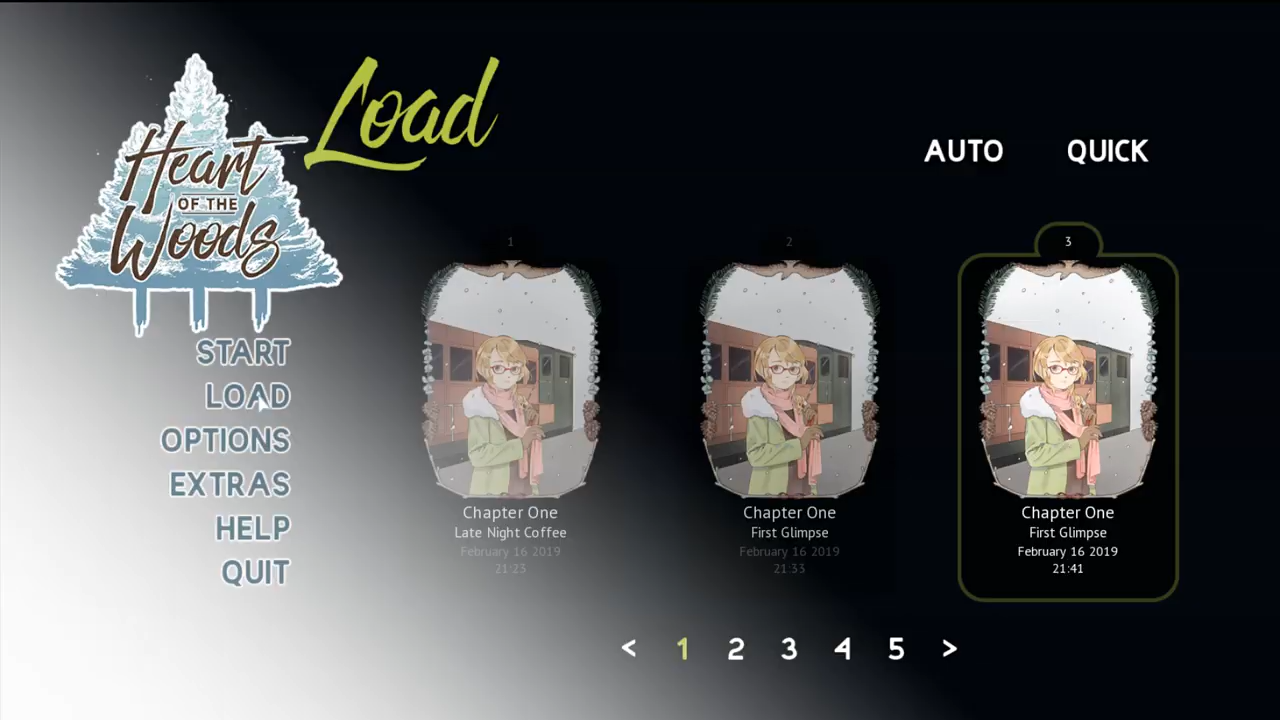 Heart
OF THE
Woods
Load
AUTO QUICK
START
LOAD
OPTIONS
EXTRAS
HELP
QUIT
1
Chapter One
Late Night Coffee
February 16 2019
21:23
2
Chapter One
First Glimpse
February 16 2019
21:33
3
Chapter One
First Glimpse
February 16 2019
21:41
< 1 2 3 4 5 >